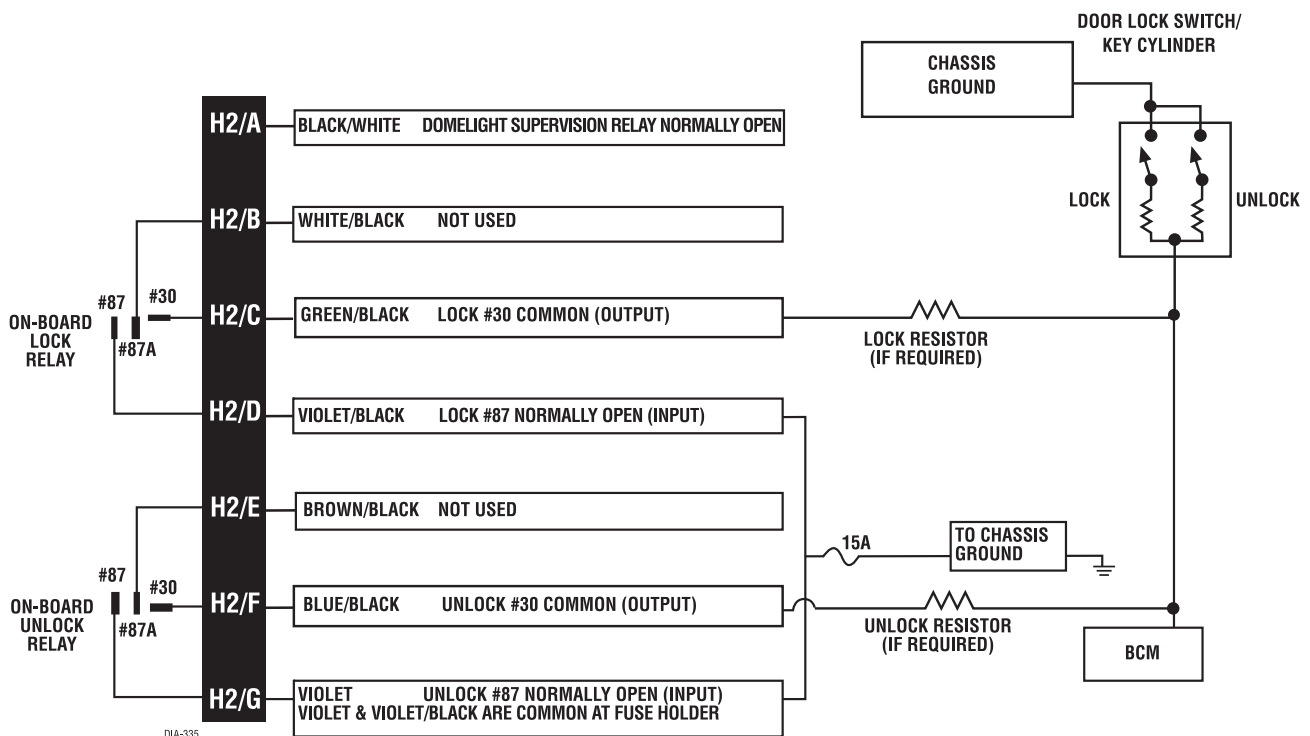 DOOR LOCK SWITCH/
KEY CYLINDER
CHASSIS
GROUND
H2/A
BLACK/WHITE DOMELIGHT SUPERVISION RELAY NORMALLY OPEN
LOCK
UNLOCK
H2/B
WHITE/BLACK NOT USED
#87
#30
#87A
ON-BOARD
LOCK
RELAY
H2/C
GREEN/BLACK LOCK #30 COMMON (OUTPUT)
LOCK RESISTOR
(IF REQUIRED)
H2/D
VIOLET/BLACK LOCK #87 NORMALLY OPEN (INPUT)
H2/E
BROWN/BLACK NOT USED
15A
TO CHASSIS
GROUND
#87
#30
#87A
ON-BOARD
UNLOCK
RELAY
H2/F
BLUE/BLACK UNLOCK #30 COMMON (OUTPUT)
UNLOCK RESISTOR
(IF REQUIRED)
BCM
H2/G
VIOLET UNLOCK #87 NORMALLY OPEN (INPUT)
VIOLET & VIOLET/BLACK ARE COMMON AT FUSE HOLDER
DIA-335